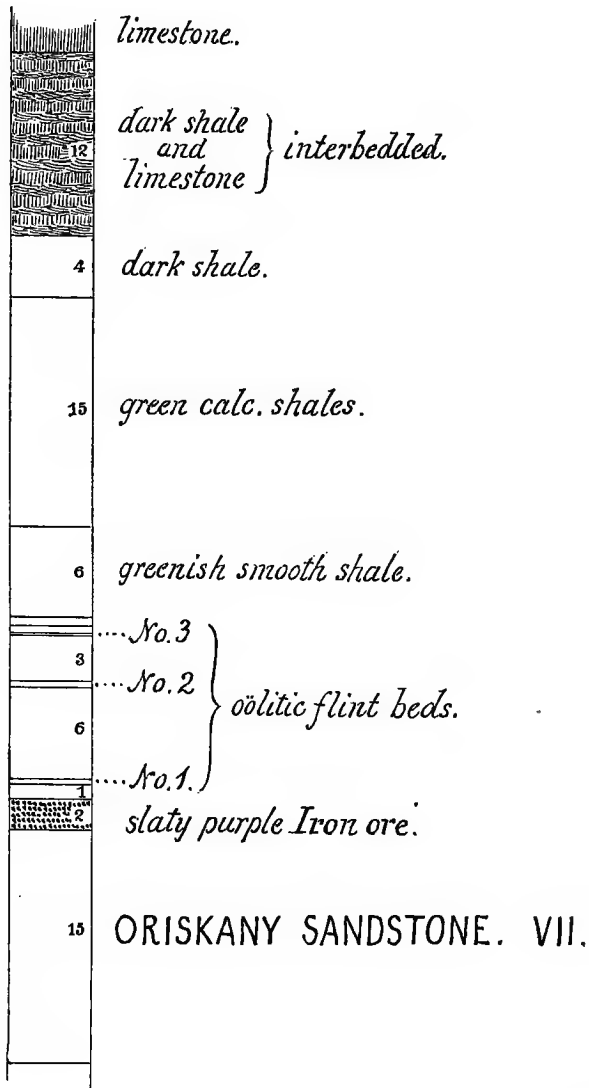 limestone.
dark shale
and
limestone
12
interbedded.
4 dark shale.
15 green calc. shales.
6 greenish smooth shale.
....No. 3
3
....No. 2
oölitic flint beds.
6
....No. 1.
1
2 slaty purple Iron ore.
15 ORISKANY SANDSTONE. VII.